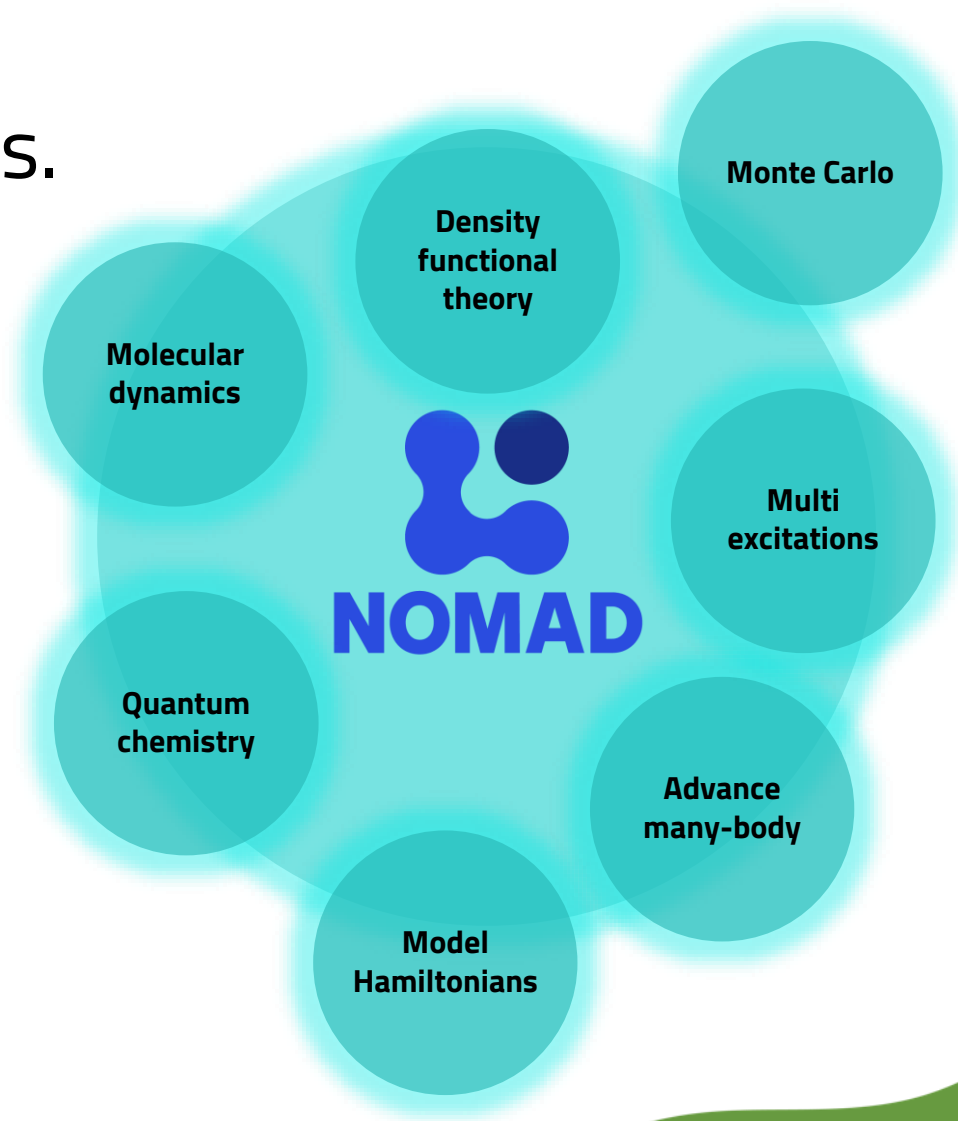 s.
Monte Carlo
Density
functional
theory
Molecular
dynamics
Multi
excitations
NOMAD
Quantum
chemistry
Advance
many-body
Model
Hamiltonians